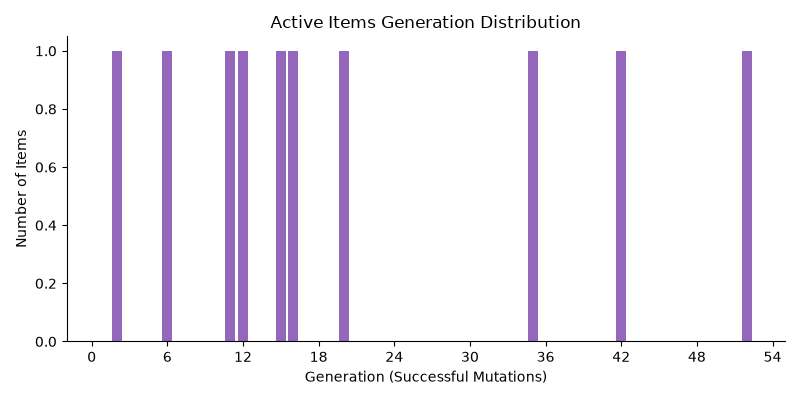 Active Items Generation Distribution
Number of Items
1.0
0.8
0.6
0.4
0.2
0.0
0 6 12 18 24 30 36 42 48 54
Generation (Successful Mutations)